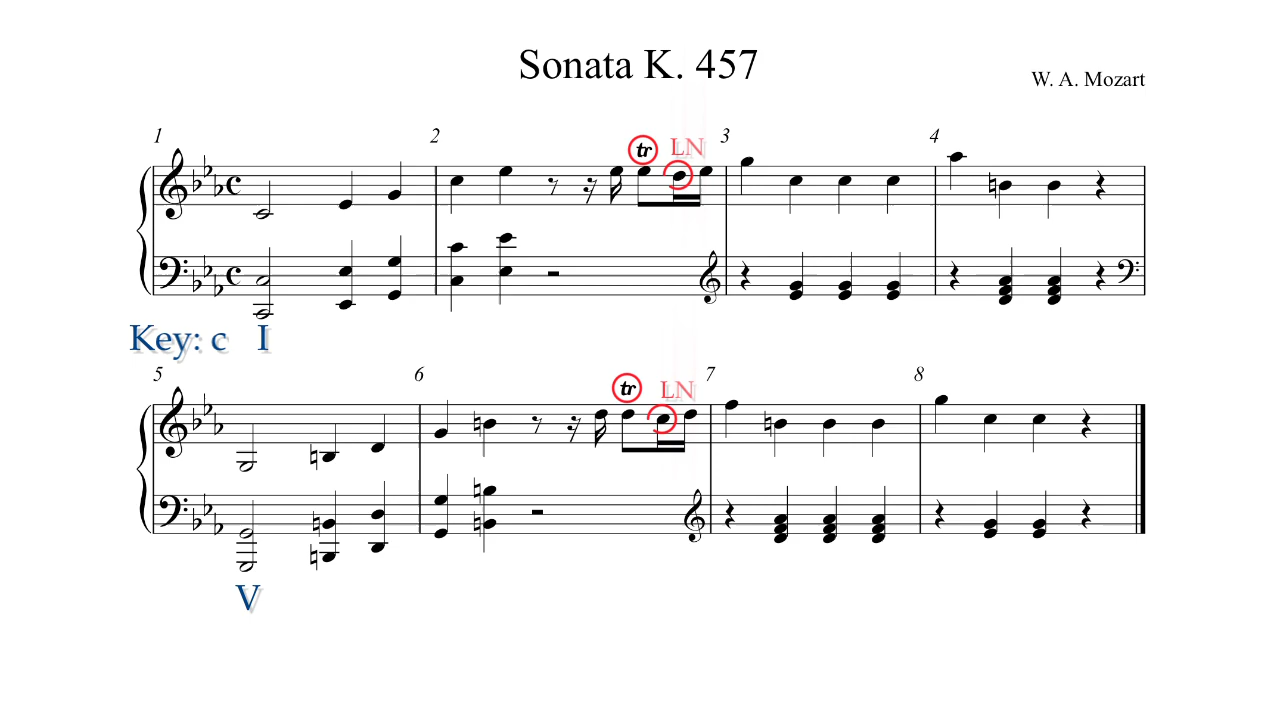 Sonata K. 457
W. A. Mozart
1 2 3 4
tr LN
Key: c I
5 6 7 8
tr LN
V